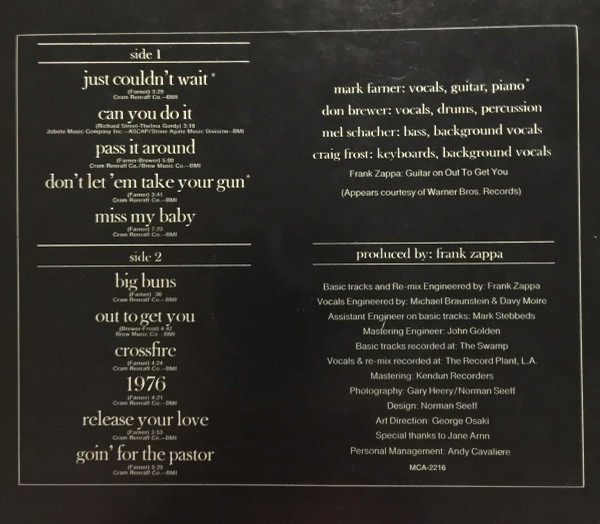 side 1
just couldn't wait*
(Farner) 3:29
Cram Renraff Co.—BMI
can you do it
(Richard Street-Thelma Gordy) 3:18
Jobete Music Company Inc.—ASCAP/Stone Agate Music Division—BMI
pass it around
(Farner-Brewer) 5:00
Cram Renraff Co./Brew Music Co.—BMI
don't let 'em take your gun*
(Farner) 3:41
Cram Renraff Co.—BMI
miss my baby
(Farner) 7:23
Cram Renraff Co.—BMI
side 2
big buns
(Farner) :30
Cram Renraff Co.—BMI
out to get you
(Brewer-Frost) 4:
Brew Music Co.—BMI
crossfire
(Farner) 4:24
Cram Renraff Co.—BMI
1976
(Farner) 4:21
Cram Renraff Co.—BMI
release your love
(Farner) 3:53
Cram Renraff Co.—BMI
goin' for the pastor
(Farner) 5:25
Cram Renraff Co.—BMI
mark farner: vocals, guitar, piano*
don brewer: vocals, drums, percussion
mel schacher: bass, background vocals
craig frost: keyboards, background vocals
Frank Zappa: Guitar on Out To Get You
(Appears courtesy of Warner Bros. Records)
produced by: frank zappa
Basic tracks and Re-mix Engineered by: Frank Zappa
Vocals Engineered by: Michael Braunstein & Davy Moire
Assistant Engineer on basic tracks: Mark Stebbeds
Mastering Engineer: John Golden
Basic tracks recorded at: The Swamp
Vocals & re-mix recorded at: The Record Plant, L.A.
Mastering: Kendun Recorders
Photography: Gary Heery/Norman Seeff
Design: Norman Seeff
Art Direction: George Osaki
Special thanks to Jane Arnn
Personal Management: Andy Cavaliere
MCA-2216